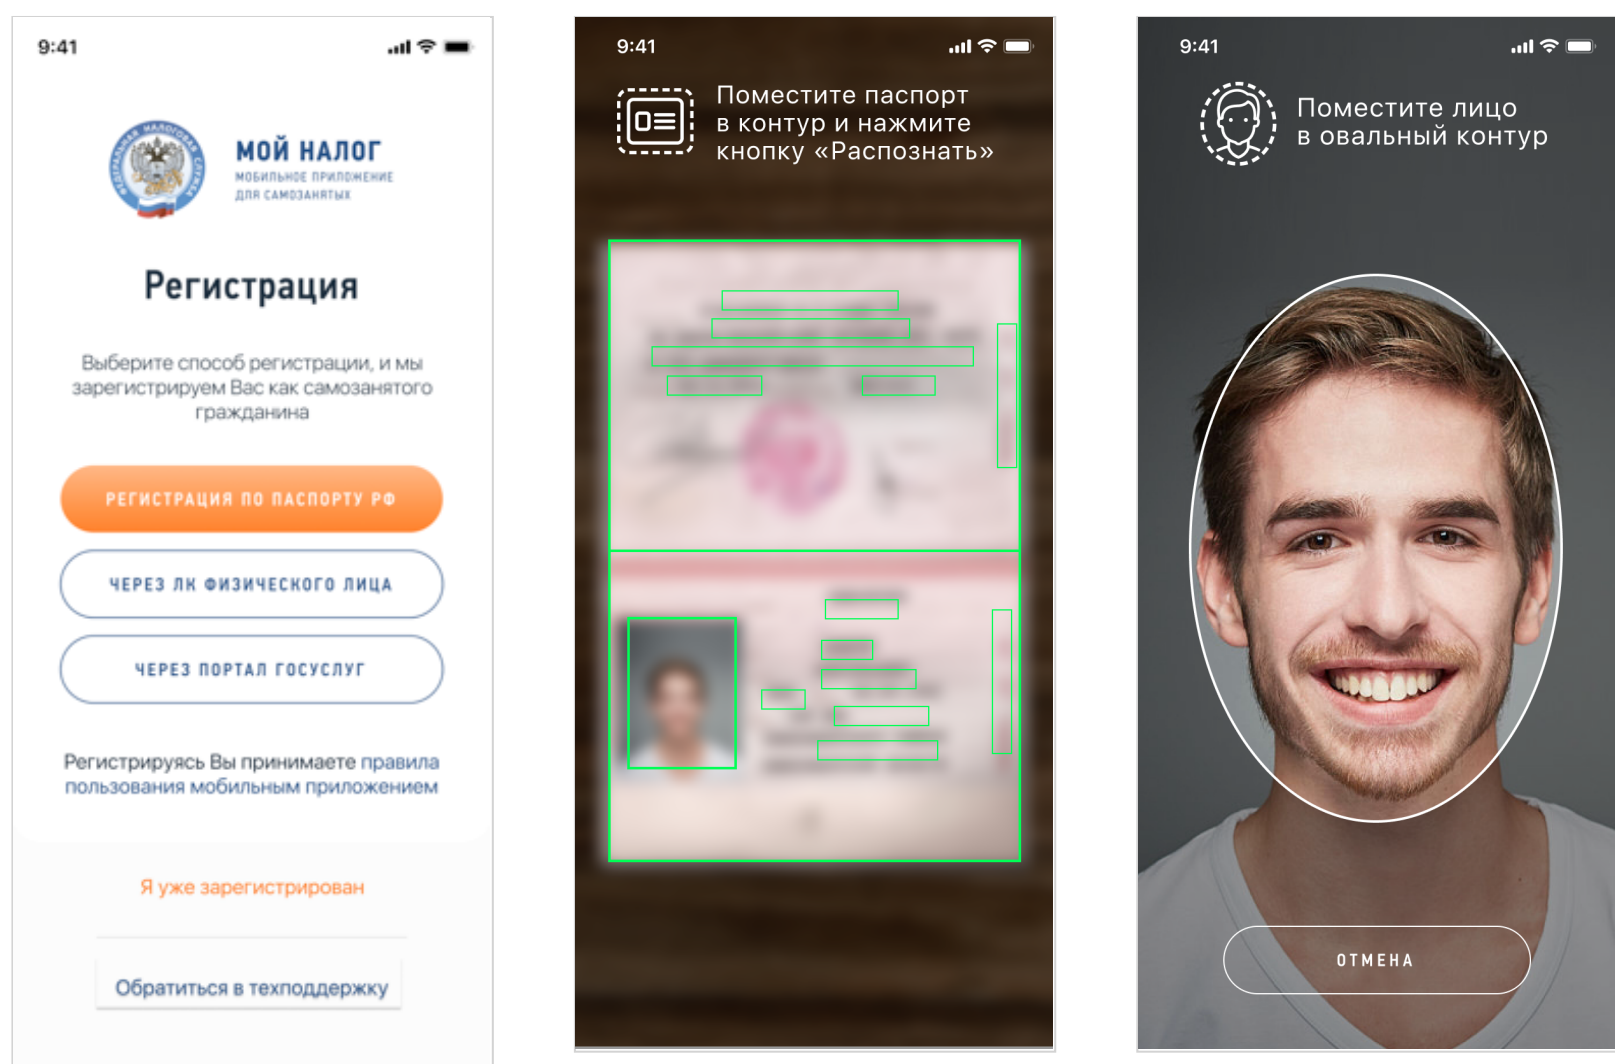 9:41
МОЙ НАЛОГ
МОБИЛЬНОЕ ПРИЛОЖЕНИЕ
ДЛЯ САМОЗАНЯТЫХ
Регистрация
Выберите способ регистрации, и мы
зарегистрируем Вас как самозанятого
гражданина
РЕГИСТРАЦИЯ ПО ПАСПОРТУ РФ
ЧЕРЕЗ ЛК ФИЗИЧЕСКОГО ЛИЦА
ЧЕРЕЗ ПОРТАЛ ГОСУСЛУГ
Регистрируясь Вы принимаете правила
пользования мобильным приложением
Я уже зарегистрирован
Обратиться в техподдержку
9:41
Поместите паспорт
в контур и нажмите
кнопку «Распознать»
9:41
Поместите лицо
в овальный контур
ОТМЕНА